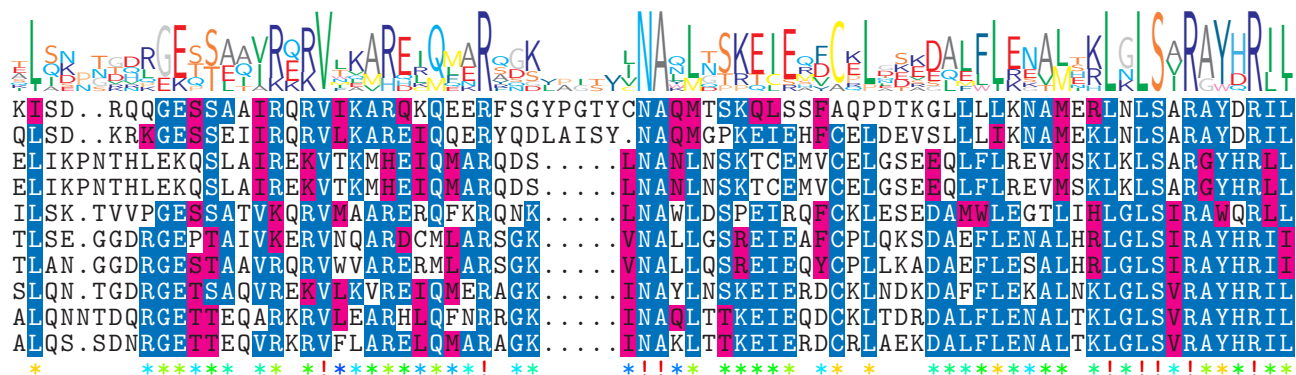 KISD..RQQGESSAAIRQRVIKARQKQEERFSGYPGTYCNAQMTSKQLSSFAQPDTKGLLLLKNAMERLNLSARAYDRIL
QLSD..KRKGESSEIIRQRVLKAREIQQERYQDLAISY.NAQMGPKEIEHFCELDEVSLLLIKNAMEKLNLSARAYDRIL
ELIKPNTHLEKQSLAIREKVTKMHEIQMARQDS.....LNANLNSKTCEMVCELGSEEQLFLREVMSKLKLSARGYHRLL
ELIKPNTHLEKQSLAIREKVTKMHEIQMARQDS.....LNANLNSKTCEMVCELGSEEQLFLREVMSKLKLSARGYHRLL
ILSK.TVVPGESSATVKQRVMAARERQFKRQNK.....LNAWLDSPEIRQFCKLESEDAMWLEGTLIHLGLSIRAWQRLL
TLSE.GGDRGEPTAIVKERVNQARDCMLARSGK.....VNALLGSREIEAFCPLQKSDAEFLENALHRLGLSIRAYHRII
TLAN.GGDRGESTAAVRQRVWVARERMLARSGK.....VNALLQSREIEQYCPLLKADAEFLESALHRLGLSIRAYHRII
SLQN.TGDRGETSAQVREKVLKVREIQMERAGK.....INAYLNSKEIERDCKLNDKDAFFLEKALNKLGLSVRAYHRIL
ALQNNTDQRGETTEQARKRVLEARHLQFNRRGK.....INAQLTTKEIEQDCKLTDRDALFLENALTKLGLSVRAYHRIL
ALQS.SDNRGETTEQVRKRVFLARELQMARAGK.....INAKLTTKEIERDCRLAEKDALFLENALTKLGLSVRAYYRIL